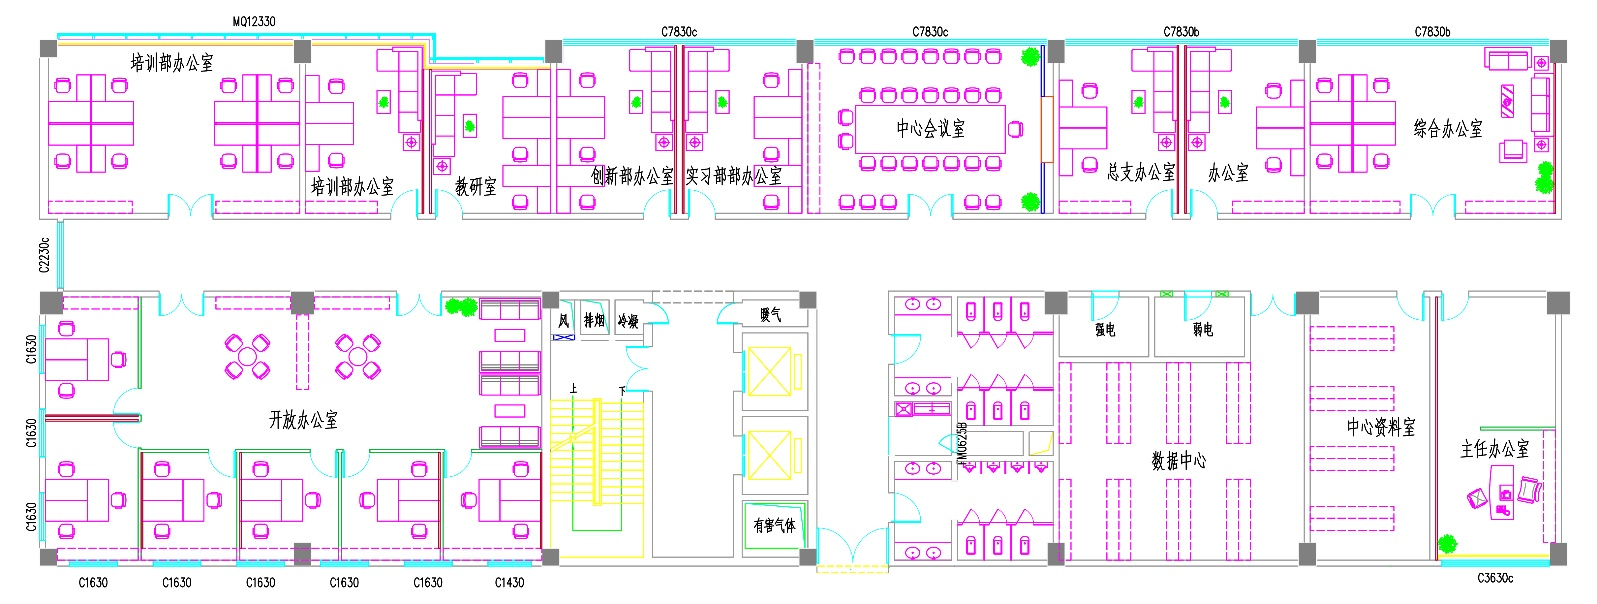 MQ12330
C7830c
C7830c
C7830b
C7830b
培训部办公室
培训部办公室
教研室
创新部办公室
实习部部办公室
中心会议室
总支办公室
办公室
综合办公室
C2230c
C1630
C1630
C1630
开放办公室
风
排烟
冷凝
上
下
暖气
有害气体
FM0625B
强电
弱电
数据中心
中心资料室
主任办公室
C1630
C1630
C1630
C1630
C1630
C1430
C3630c